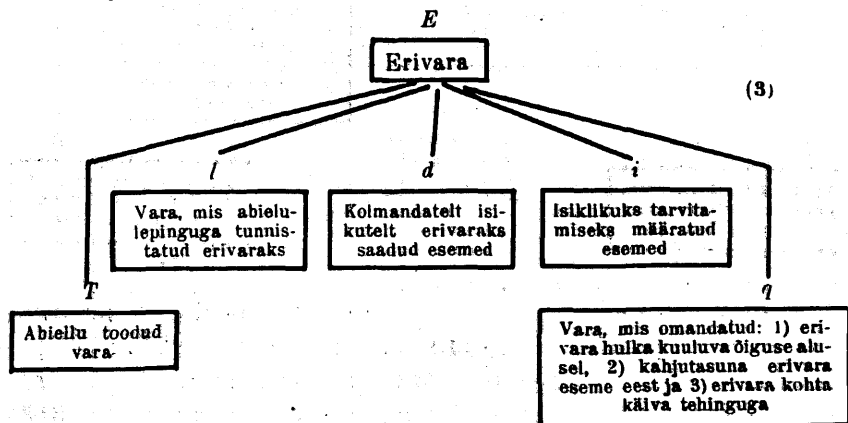 E
Erivara
(3)
l
d
i
Vara, mis abielu-
lepinguga tunnis-
tatud erivaraks
Kolmandatelt isi-
kutelt erivaraks
saadud esemed
Isiklikuks tarvita-
miseks määratud
esemed
T
q
Abiellu toodud
vara
Vara, mis omandatud: 1) eri-
vara hulka kuuluva õiguse alu-
sel, 2) kahjutasuna erivara
eseme eest ja 3) erivara kohta
käiva tehinguga